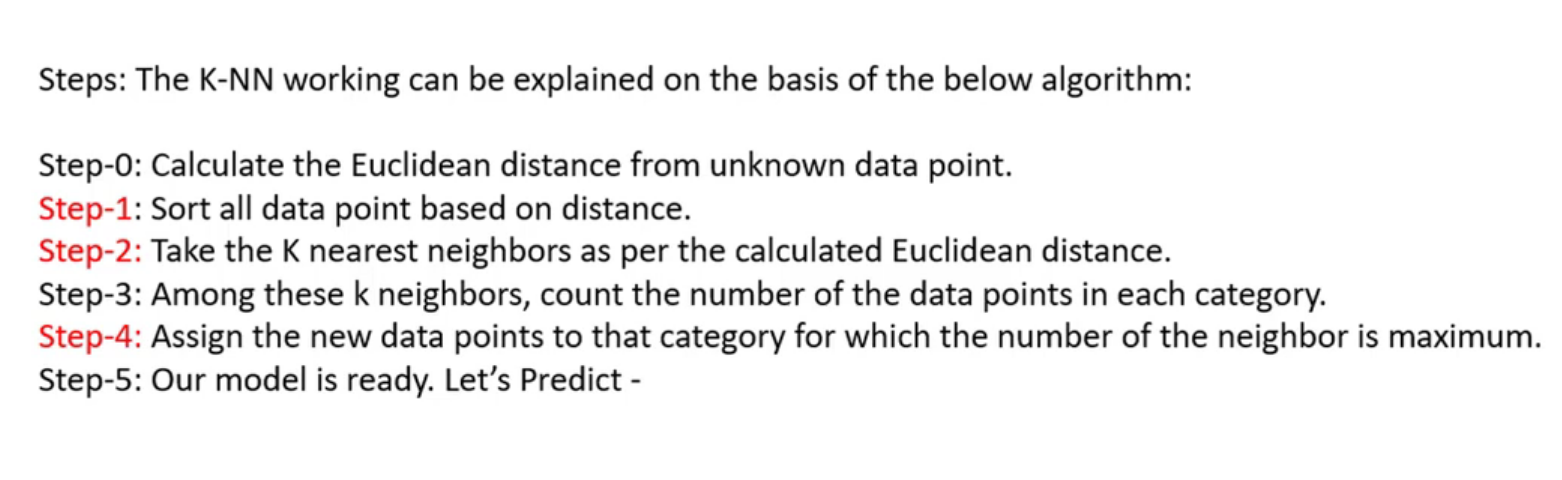 Steps: The K-NN working can be explained on the basis of the below algorithm:
Step-0: Calculate the Euclidean distance from unknown data point.
Step-1: Sort all data point based on distance.
Step-2: Take the K nearest neighbors as per the calculated Euclidean distance.
Step-3: Among these k neighbors, count the number of the data points in each category.
Step-4: Assign the new data points to that category for which the number of the neighbor is maximum.
Step-5: Our model is ready. Let’s Predict -